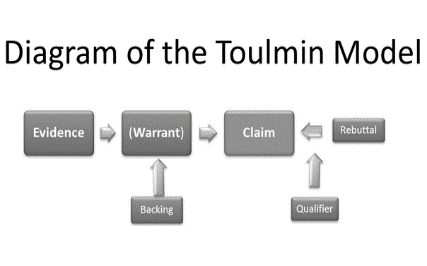 Diagram of the Toulmin Model
Evidence
(Warrant)
Claim
Rebuttal
Backing
Qualifier